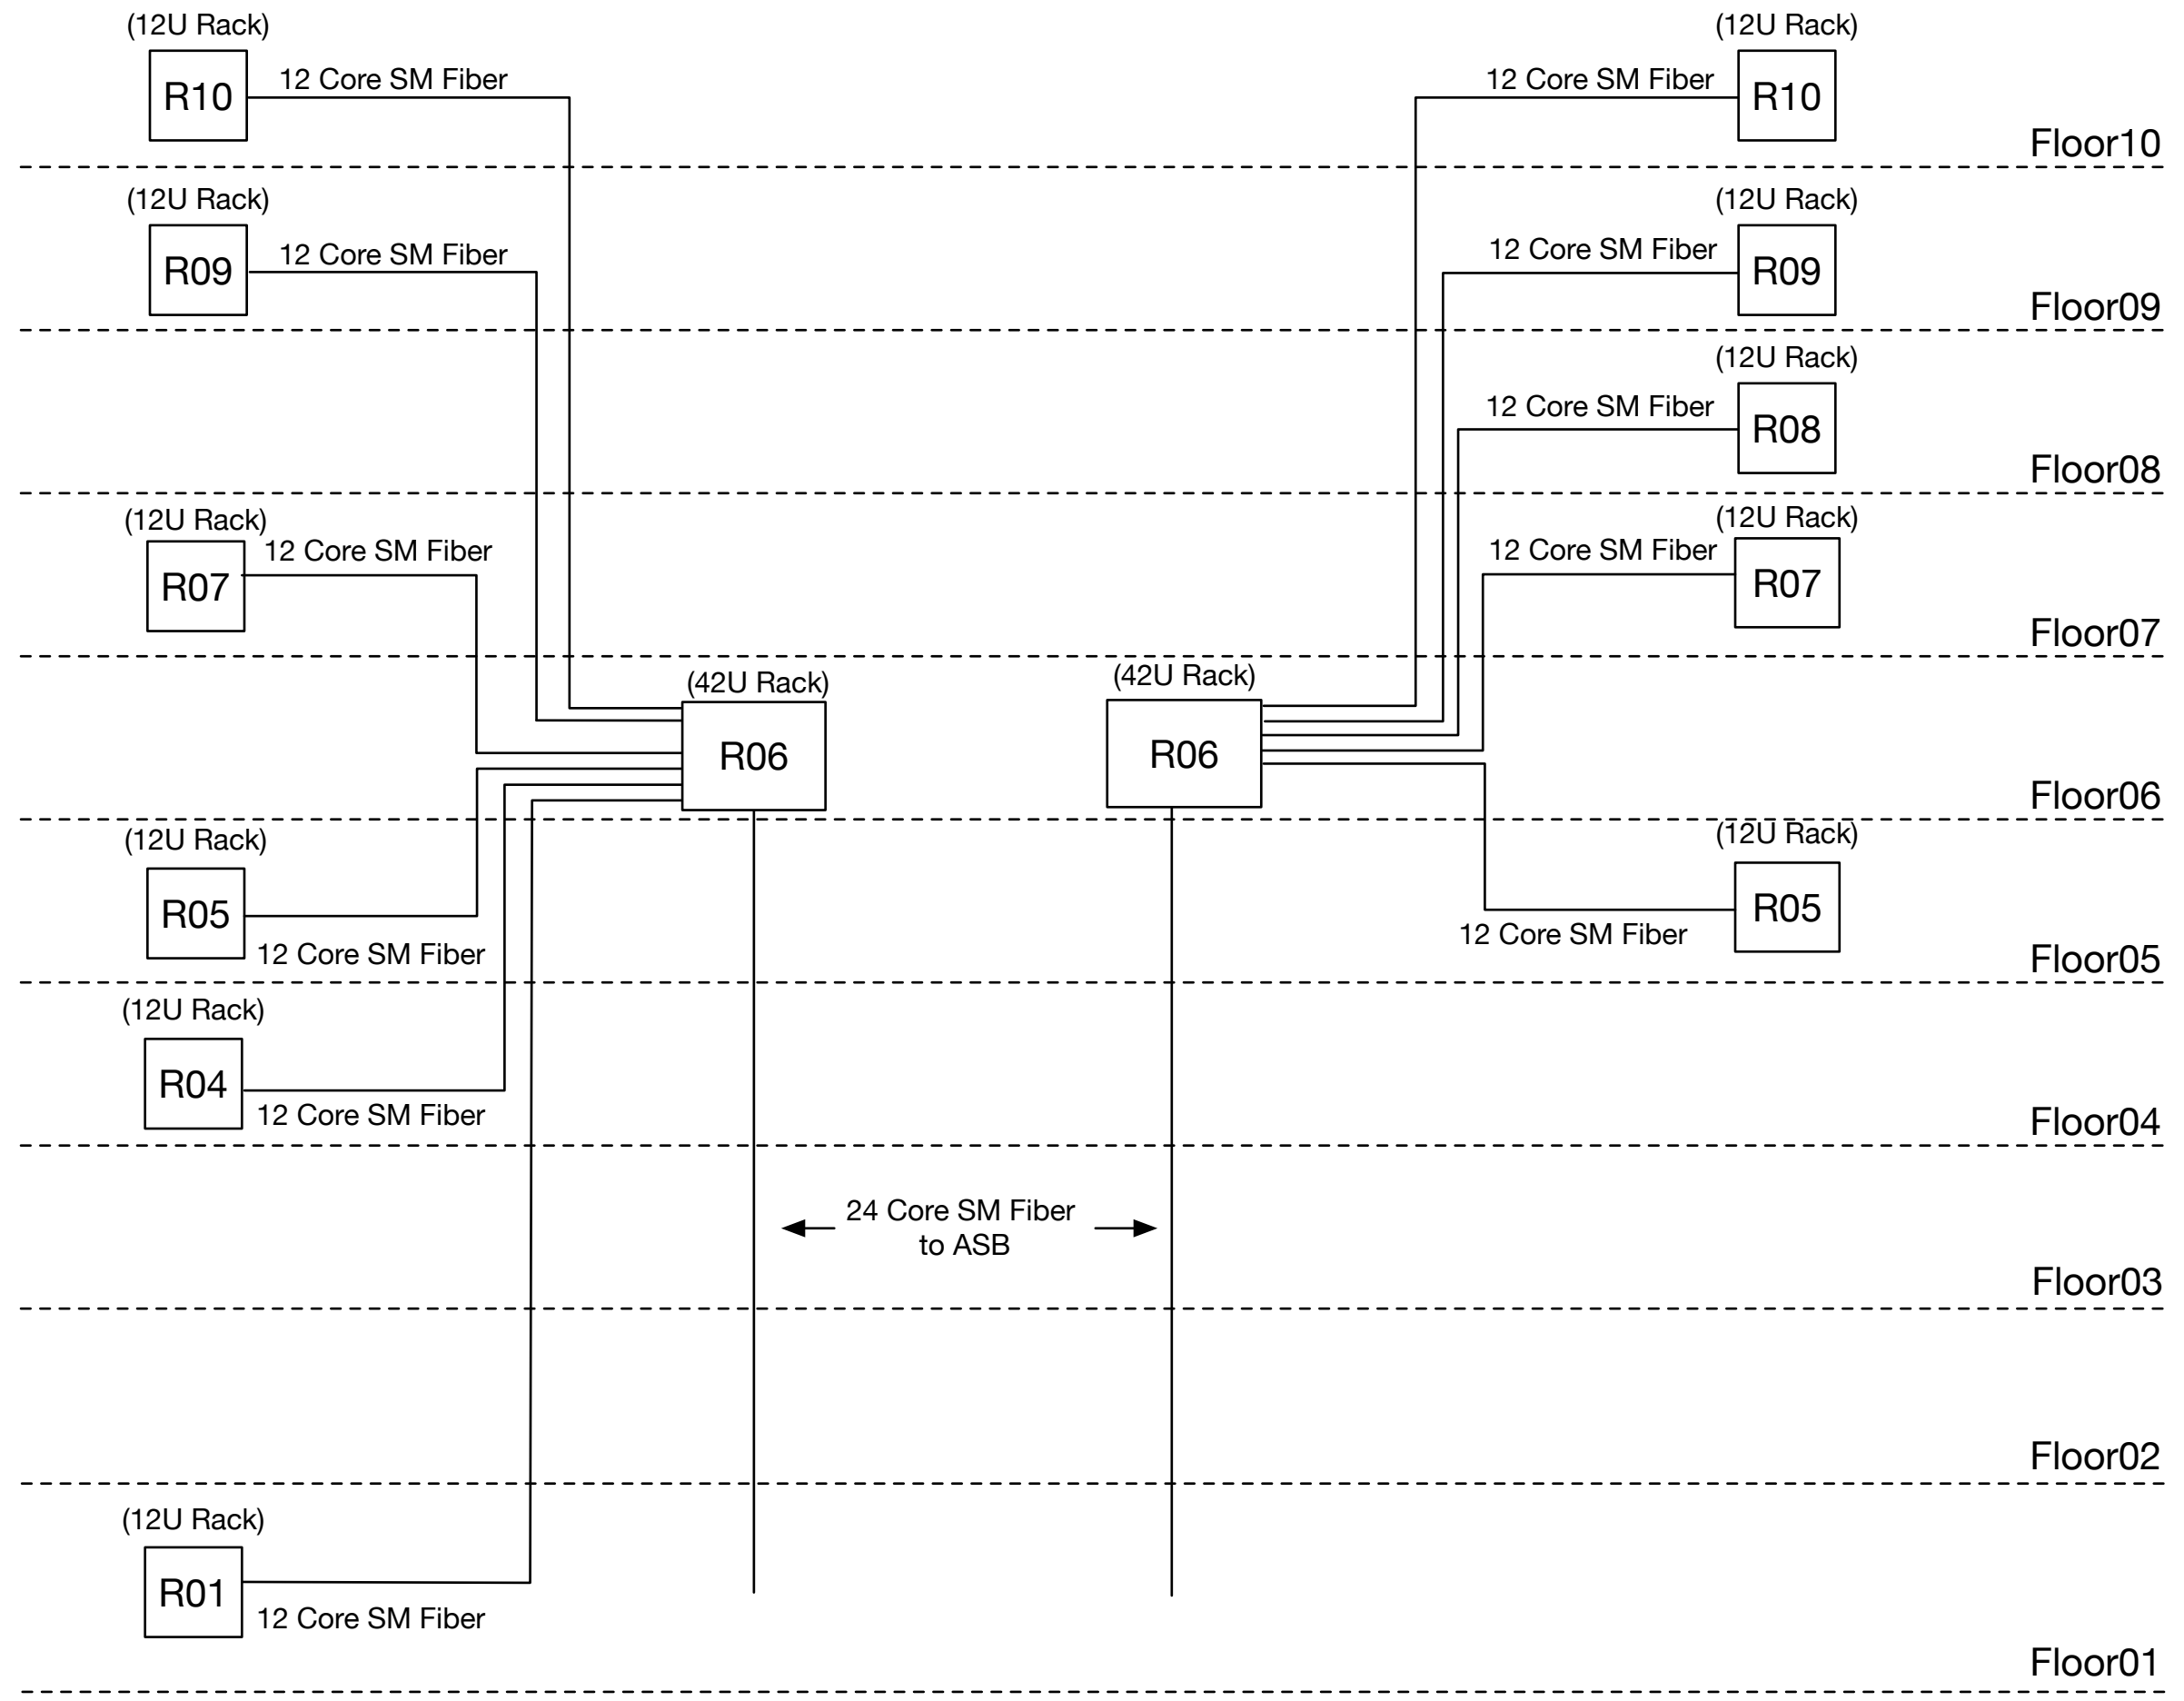 (12U Rack)
(12U Rack)
R10
12 Core SM Fiber
12 Core SM Fiber
R10
Floor10
(12U Rack)
(12U Rack)
R09
12 Core SM Fiber
12 Core SM Fiber
R09
Floor09
(12U Rack)
12 Core SM Fiber
R08
Floor08
(12U Rack)
(12U Rack)
R07
12 Core SM Fiber
12 Core SM Fiber
R07
Floor07
(42U Rack)
(42U Rack)
R06
R06
Floor06
(12U Rack)
(12U Rack)
R05
12 Core SM Fiber
12 Core SM Fiber
R05
Floor05
(12U Rack)
R04
12 Core SM Fiber
Floor04
24 Core SM Fiber
to ASB
Floor03
Floor02
(12U Rack)
R01
12 Core SM Fiber
Floor01